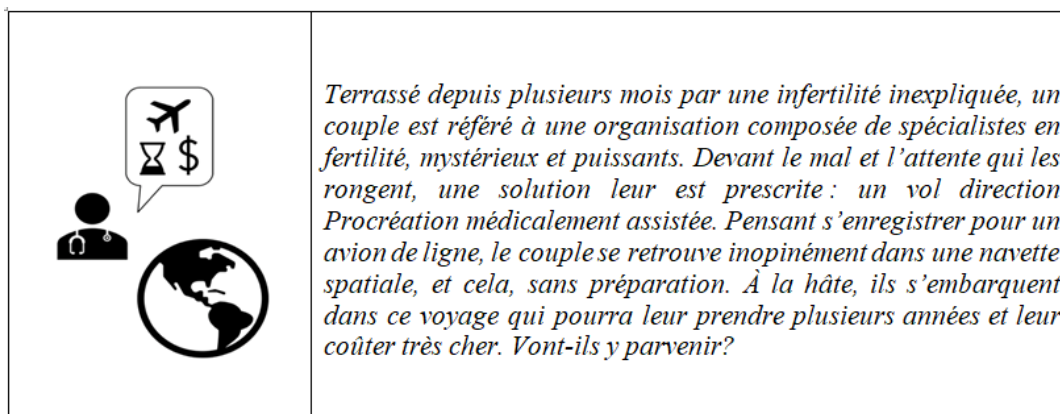 $
Terrassé depuis plusieurs mois par une infertilité inexpliquée, un
couple est référé à une organisation composée de spécialistes en
fertilité, mystérieux et puissants. Devant le mal et l’attente qui les
rongent, une solution leur est prescrite : un vol direction
Procréation médicalement assistée. Pensant s’enregistrer pour un
avion de ligne, le couple se retrouve inopinément dans une navette
spatiale, et cela, sans préparation. À la hâte, ils s’embarquent
dans ce voyage qui pourra leur prendre plusieurs années et leur
coûter très cher. Vont-ils y parvenir?